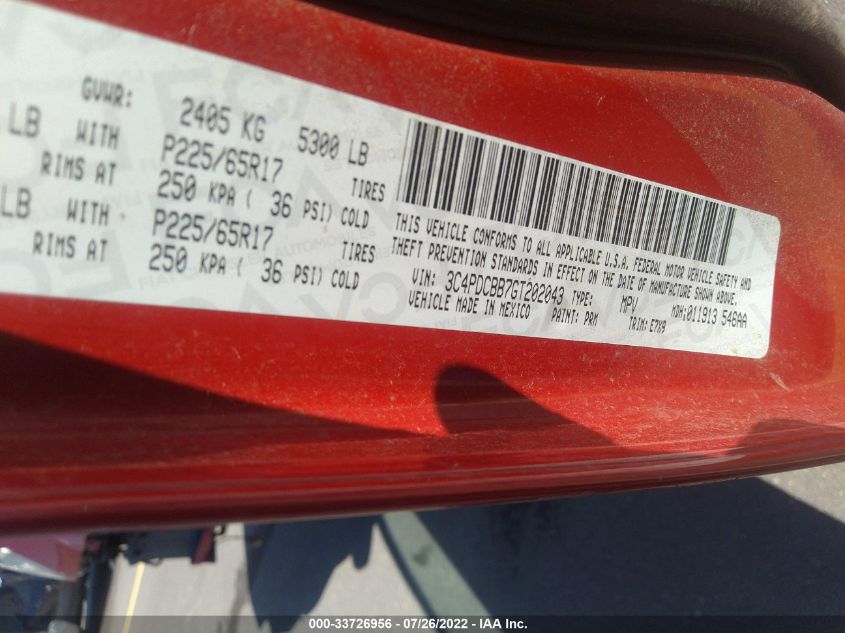 GVWR: 2405 KG 5300 LB
LB WITH P225/65R17 TIRES
RIMS AT 250 KPA ( 36 PSI) COLD
LB WITH P225/65R17 TIRES
RIMS AT 250 KPA ( 36 PSI) COLD
THIS VEHICLE CONFORMS TO ALL APPLICABLE U.S.A. FEDERAL MOTOR VEHICLE SAFETY AND
THEFT PREVENTION STANDARDS IN EFFECT ON THE DATE OF MANUFACTURE SHOWN ABOVE.
VIN: 3C4PDCBB7GT202043 TYPE: MPV MDH:011913 548AA
VEHICLE MADE IN MEXICO PAINT: PRM TRIM: E7X9
000-33726956 - 07/26/2022 - IAA Inc.